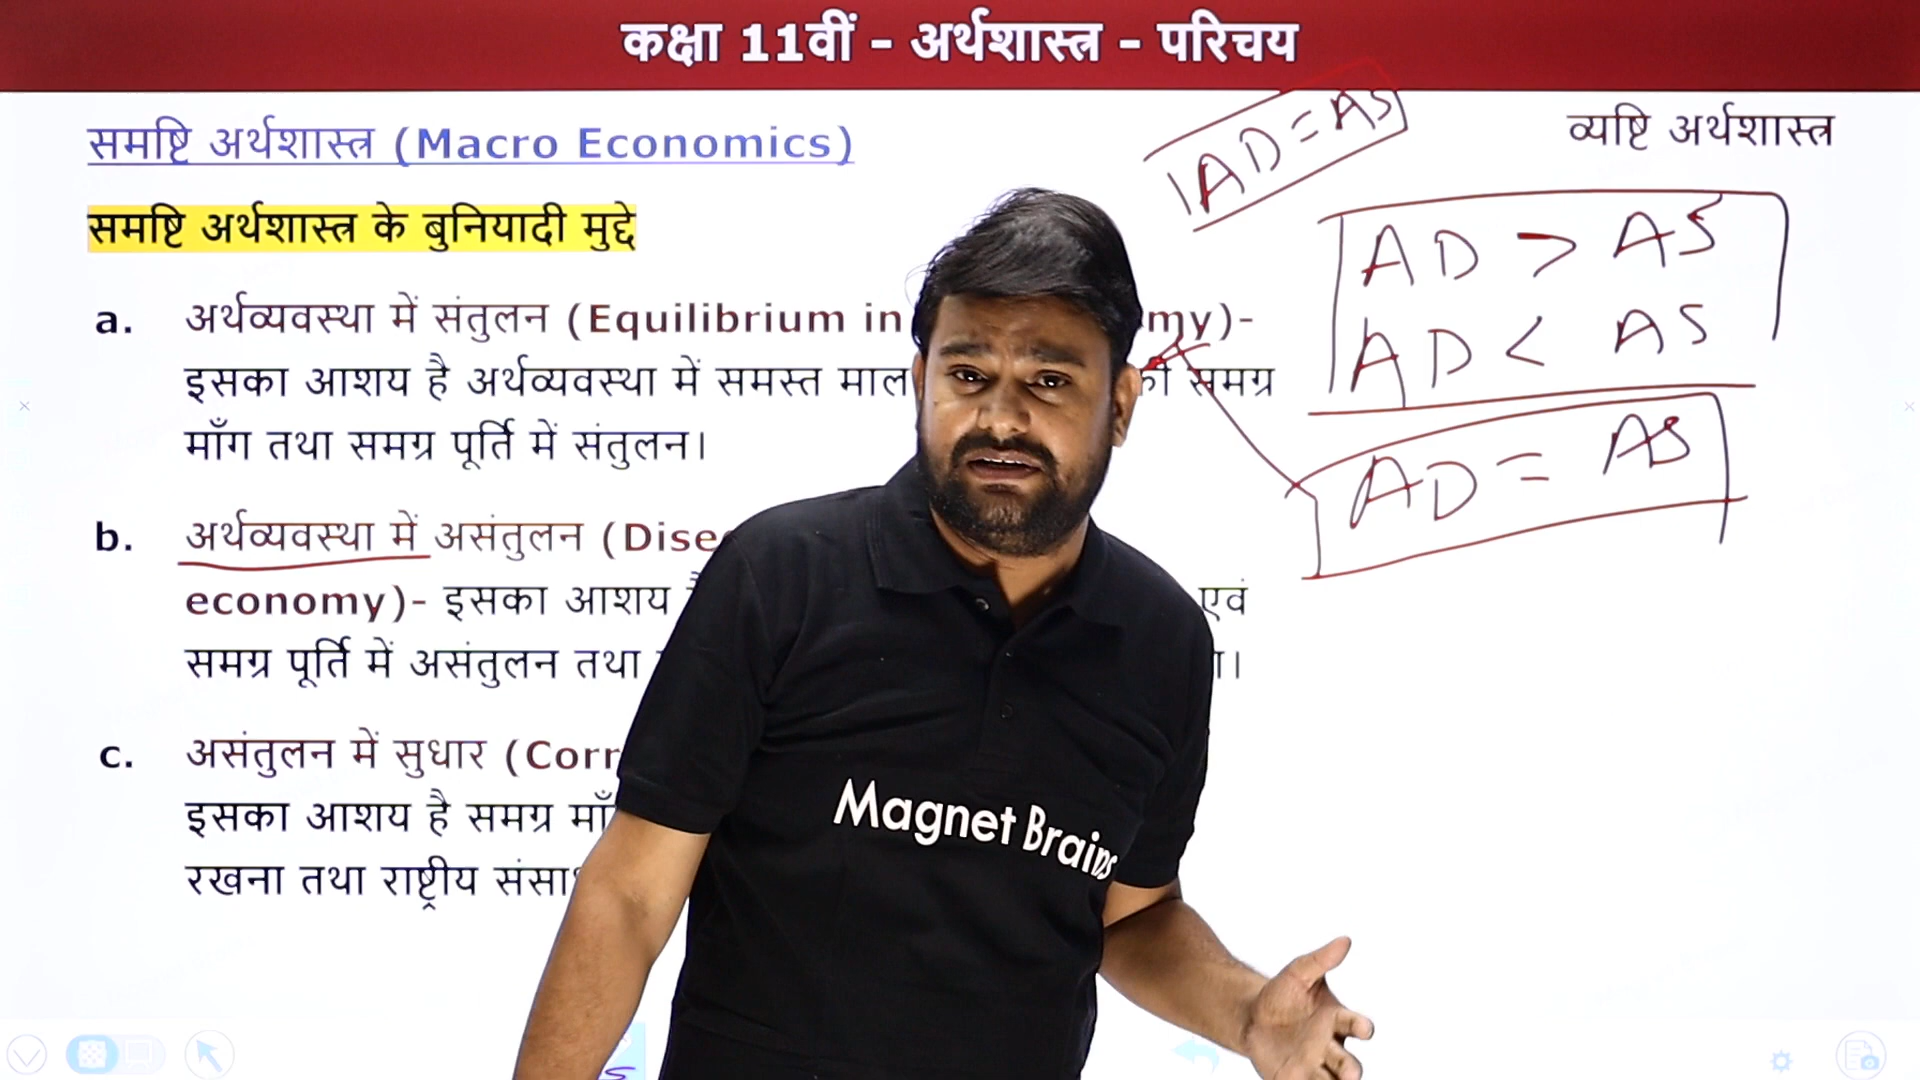 कक्षा 11वीं - अर्थशास्त्र - परिचय
समष्टि अर्थशास्त्र (Macro Economics)
व्यष्टि अर्थशास्त्र
AD = AS
समष्टि अर्थशास्त्र के बुनियादी मुद्दे
AD > AS
a. अर्थव्यवस्था में संतुलन (Equilibrium in my)-
AD < AS
इसका आशय है अर्थव्यवस्था में समस्त माल समग्र
माँग तथा समग्र पूर्ति में संतुलन।
AD = AS
b. अर्थव्यवस्था में असंतुलन (Dise
economy)- इसका आशय एवं
समग्र पूर्ति में असंतुलन तथा
c. असंतुलन में सुधार (Corr
इसका आशय है समग्र माँ
रखना तथा राष्ट्रीय संसा
Magnet Brains